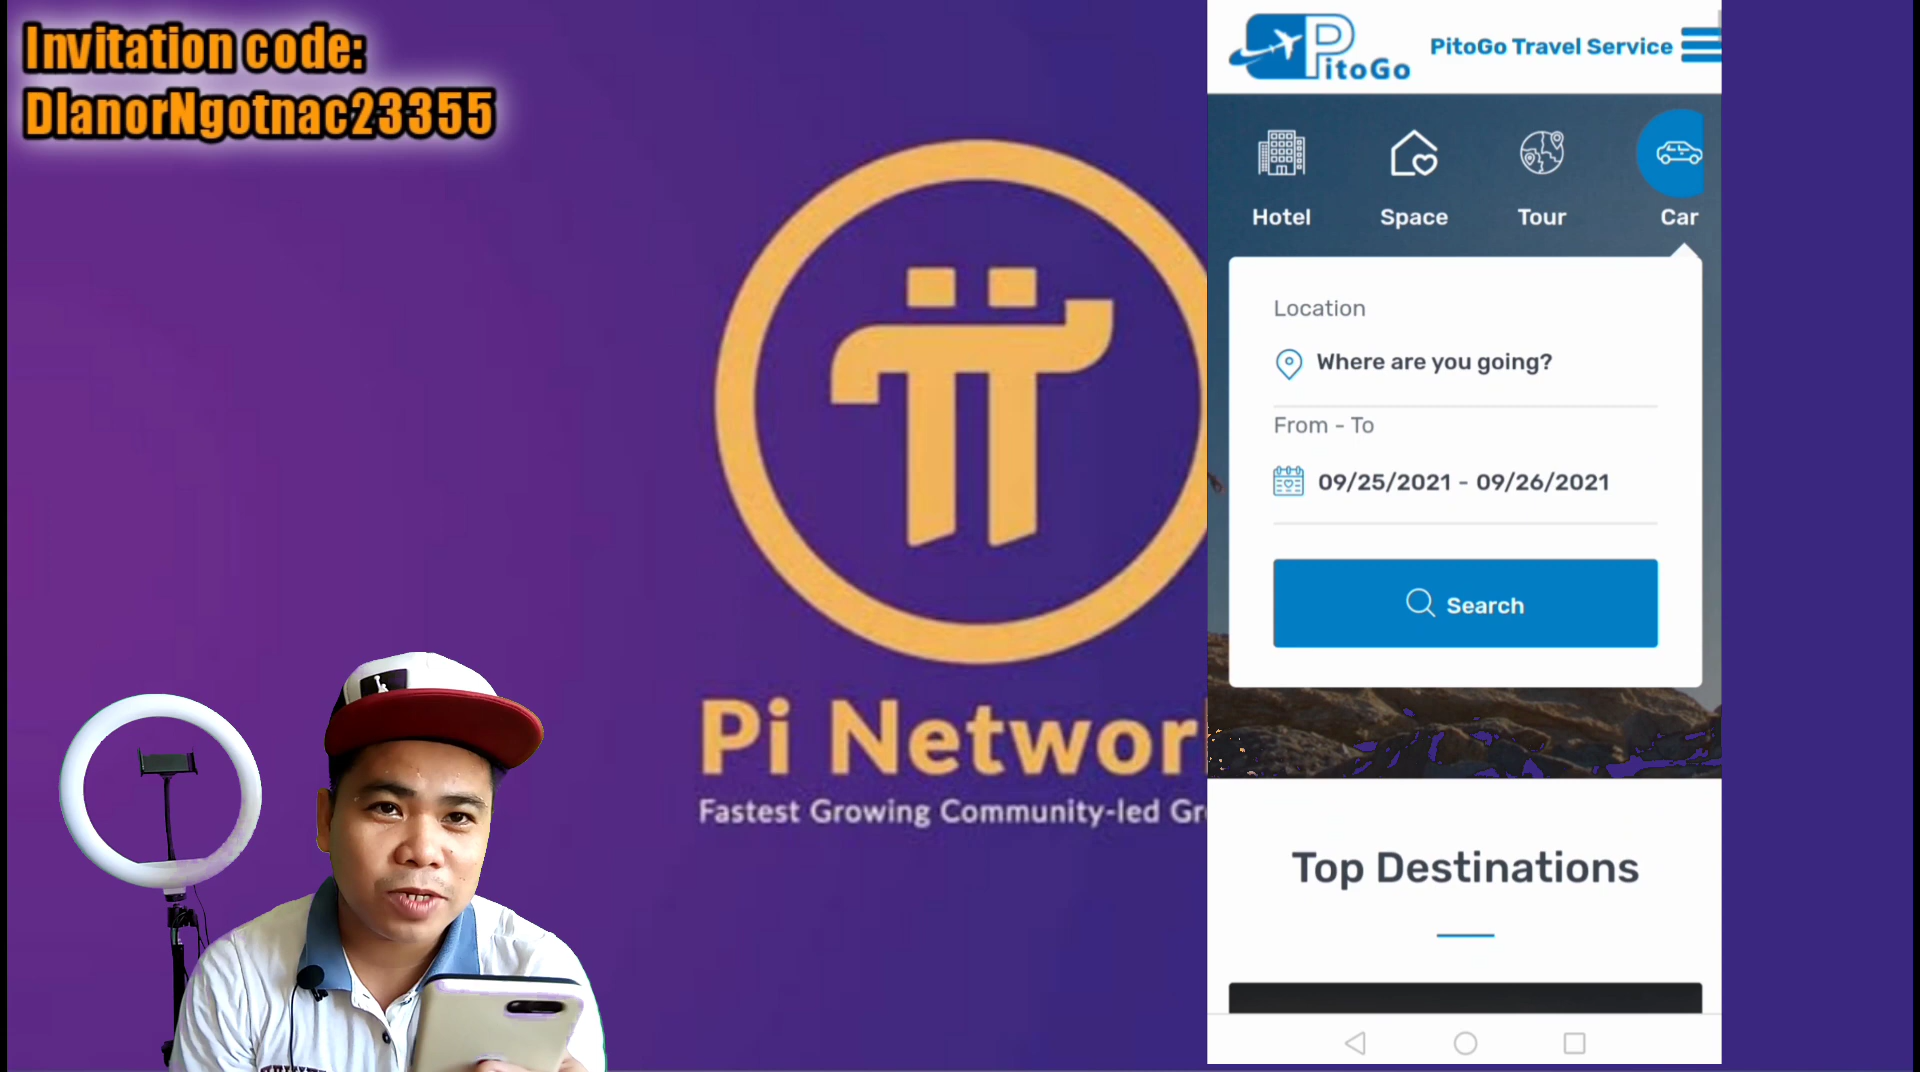 Invitation code:
DlanorNgotnac23355
Pi Networ
Fastest Growing Community-led Gr
PitoGo
PitoGo Travel Service
Hotel
Space
Tour
Car
Location
Where are you going?
From - To
09/25/2021 - 09/26/2021
Search
Top Destinations